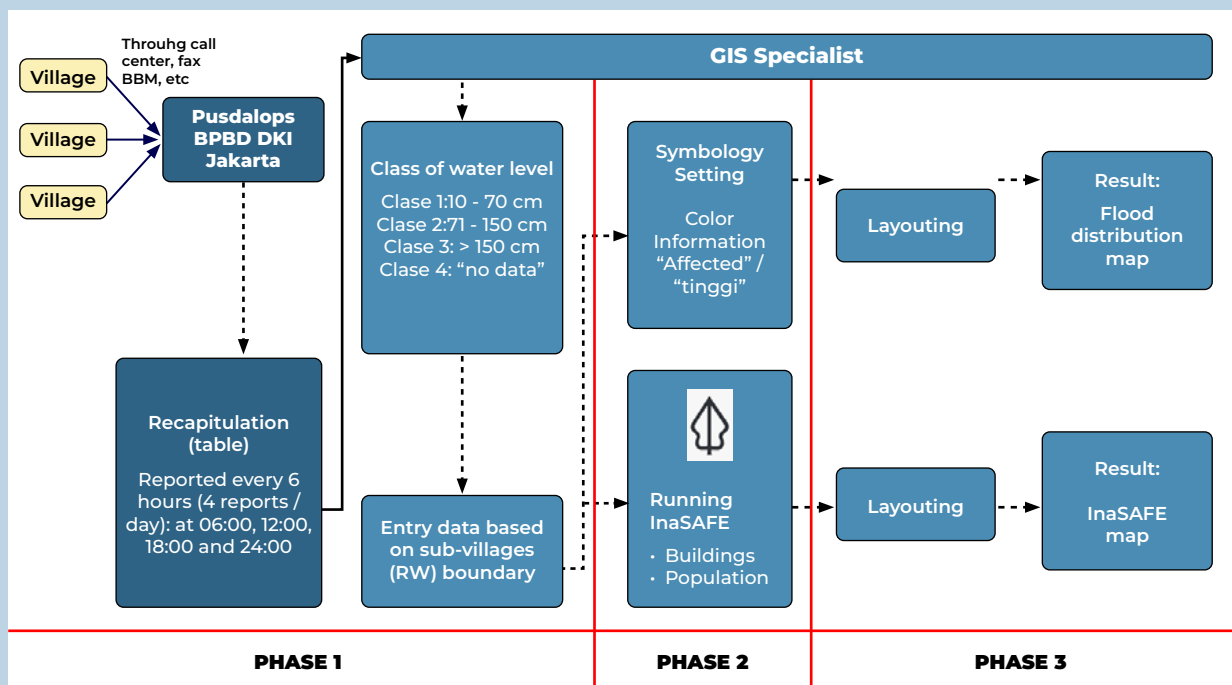 Throuhg call
center, fax
BBM, etc
Village
Village
Village
Pusdalops
BPBD DKI
Jakarta
Recapitulation
(table)
Reported every 6
hours (4 reports /
day): at 06:00, 12:00,
18:00 and 24:00
GIS Specialist
Class of water level
Clase 1:10 - 70 cm
Clase 2:71 - 150 cm
Clase 3: > 150 cm
Clase 4: “no data”
Entry data based
on sub-villages
(RW) boundary
Symbology
Setting
Color
Information
“Affected” /
“tinggi”
Running
InaSAFE
• Buildings
• Population
Layouting
Result:
Flood
distribution
map
Layouting
Result:
InaSAFE
map
PHASE 1
PHASE 2
PHASE 3